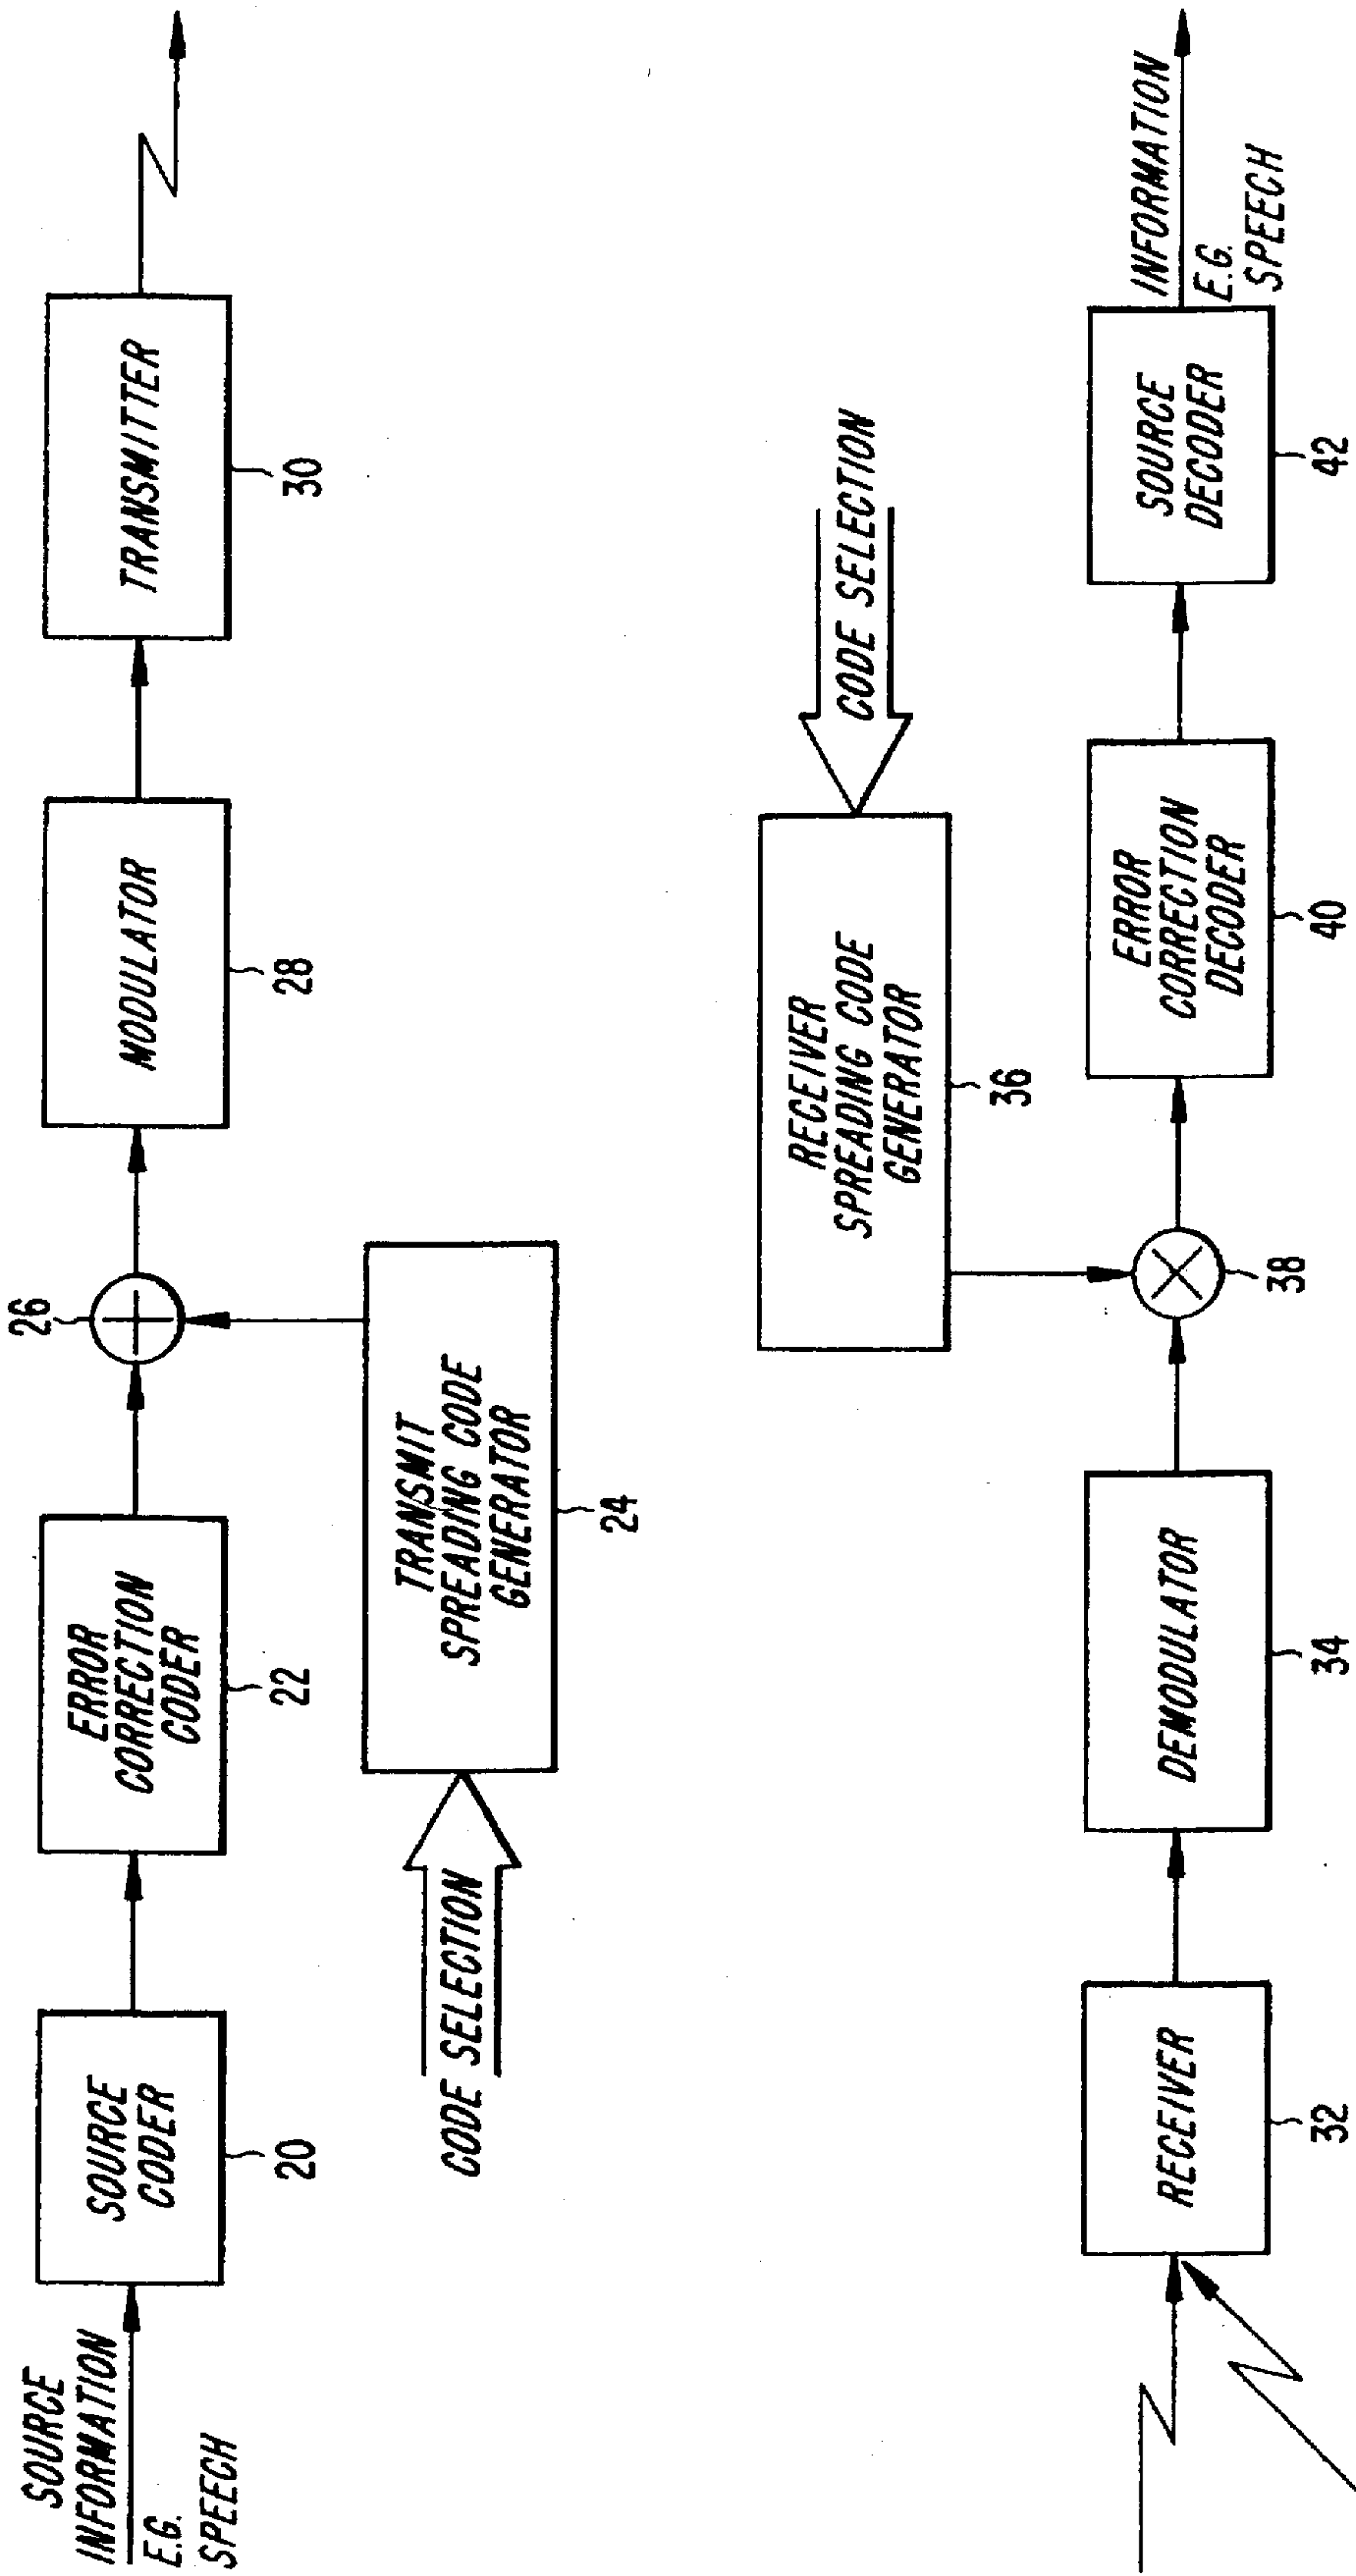 SOURCE
INFORMATION
E.G.
SPEECH
SOURCE
CODER
20
ERROR
CORRECTION
CODER
22
26
CODE SELECTION
TRANSMIT
SPREADING CODE
GENERATOR
24
MODULATOR
28
TRANSMITTER
30
RECEIVER
32
DEMODULATOR
34
38
RECEIVER
SPREADING CODE
GENERATOR
36
CODE SELECTION
ERROR
CORRECTION
DECODER
40
SOURCE
DECODER
42
INFORMATION
E.G.
SPEECH